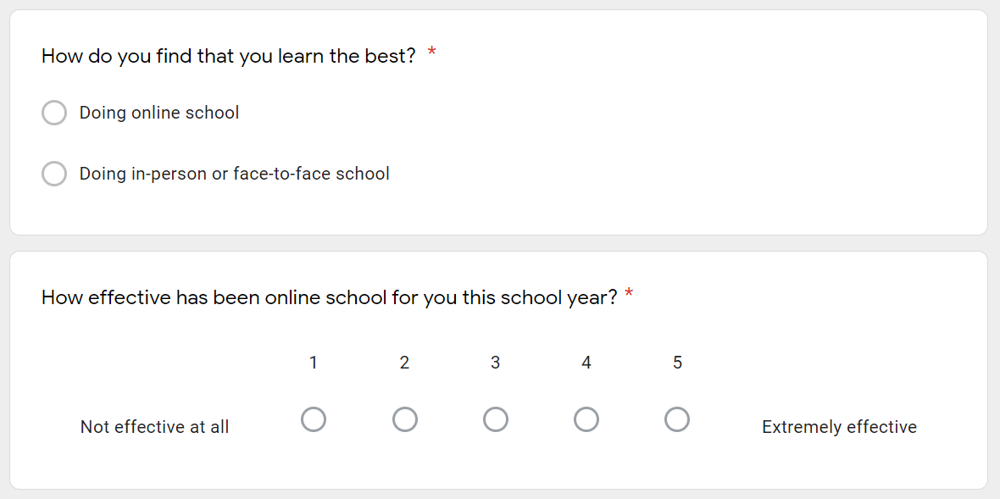 How do you find that you learn the best? *
Doing online school
Doing in-person or face-to-face school
How effective has been online school for you this school year? *
1 2 3 4 5
Not effective at all Extremely effective